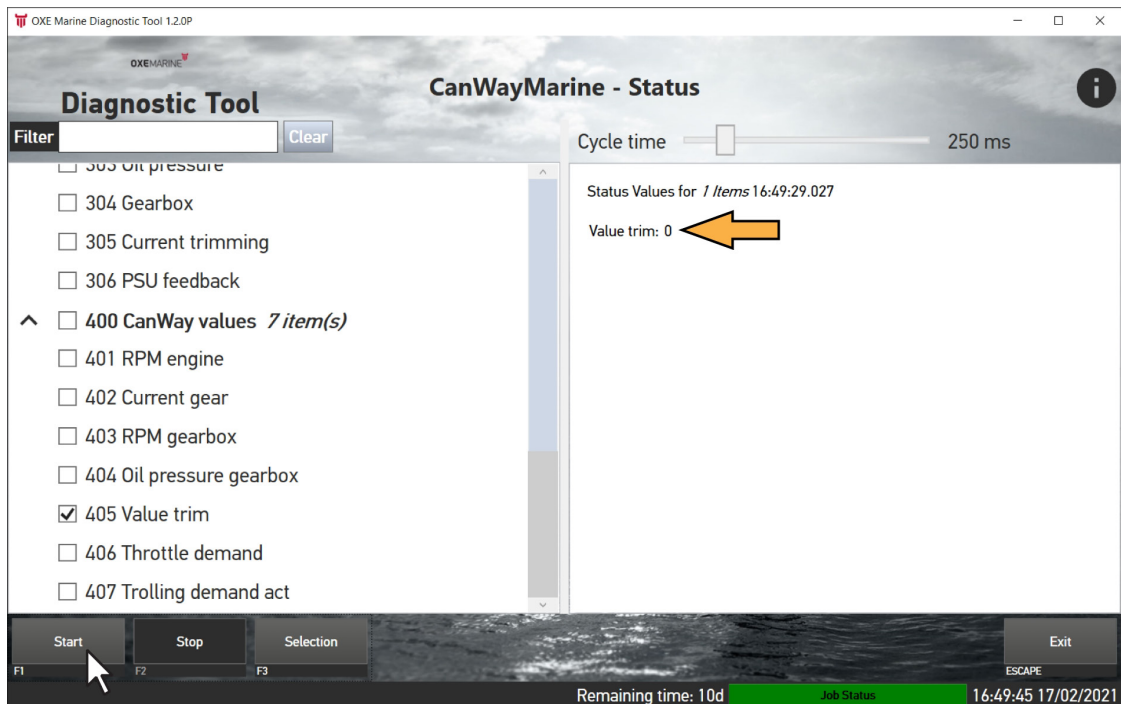 OXE Marine Diagnostic Tool 1.2.0P
OXEMARINE
Diagnostic Tool
CanWayMarine - Status
Filter
Clear
Cycle time
250 ms
303 Oil pressure
304 Gearbox
305 Current trimming
306 PSU feedback
400 CanWay values 7 item(s)
401 RPM engine
402 Current gear
403 RPM gearbox
404 Oil pressure gearbox
405 Value trim
406 Throttle demand
407 Trolling demand act
Status Values for 1 Items 16:49:29.027
Value trim: 0
Start
Stop
Selection
Exit
F1
F2
F3
ESCAPE
Remaining time: 10d
Job Status
16:49:45 17/02/2021